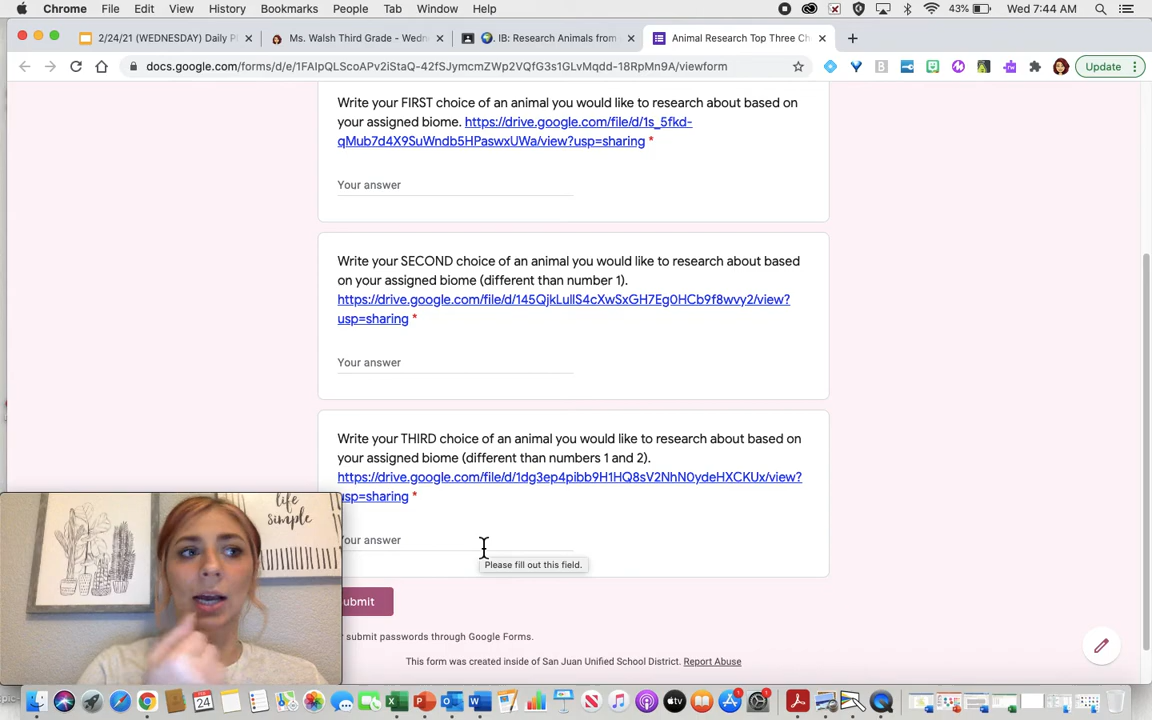 Chrome File Edit View History Bookmarks People Tab Window Help 43% Wed 7:44 AM
2/24/21 (WEDNESDAY) Daily P Ms. Walsh Third Grade - Wedn IB: Research Animals from Animal Research Top Three Ch
docs.google.com/forms/d/e/1FAIpQLScoAPv2iStaQ-42fSJymcmZWp2VQfG3s1GLvMqdd-18RpMn9A/viewform Update
Write your FIRST choice of an animal you would like to research about based on
your assigned biome. https://drive.google.com/file/d/1s_5fkd-
qMub7d4X9SuWndb5HPaswxUWa/view?usp=sharing *
Your answer
Write your SECOND choice of an animal you would like to research about based
on your assigned biome (different than number 1).
https://drive.google.com/file/d/145QjkLullS4cXwSxGH7Eg0HCb9f8wvy2/view?
usp=sharing *
Your answer
Write your THIRD choice of an animal you would like to research about based on
your assigned biome (different than numbers 1 and 2).
https://drive.google.com/file/d/1dg3ep4pibb9H1HQ8sV2NhN0ydeHXCKUx/view?
usp=sharing *
Your answer
Please fill out this field.
life
simple
ubmit
submit passwords through Google Forms.
This form was created inside of San Juan Unified School District. Report Abuse
FEB
24